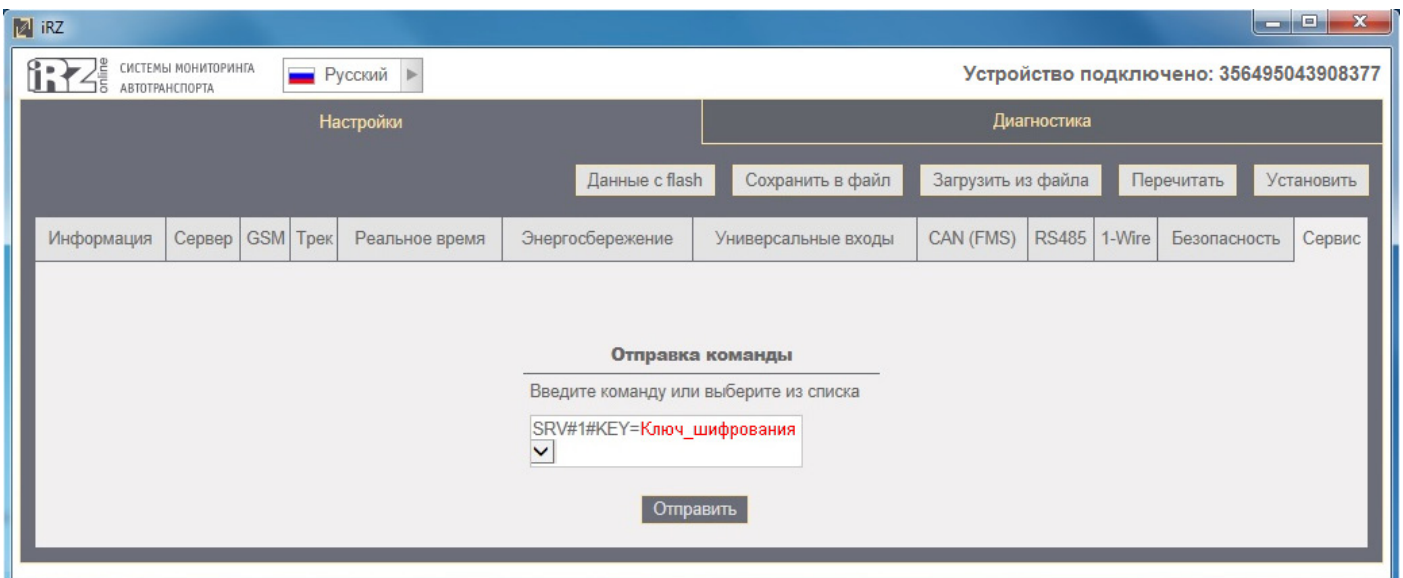 iRZ
iRZ online
СИСТЕМЫ МОНИТОРИНГА
АВТОТРАНСПОРТА
Русский
Устройство подключено: 356495043908377
Настройки
Диагностика
Данные с flash
Сохранить в файл
Загрузить из файла
Перечитать
Установить
Информация
Сервер
GSM
Трек
Реальное время
Энергосбережение
Универсальные входы
CAN (FMS)
RS485
1-Wire
Безопасность
Сервис
Отправка команды
Введите команду или выберите из списка
SRV#1#KEY=Ключ_шифрования
Отправить